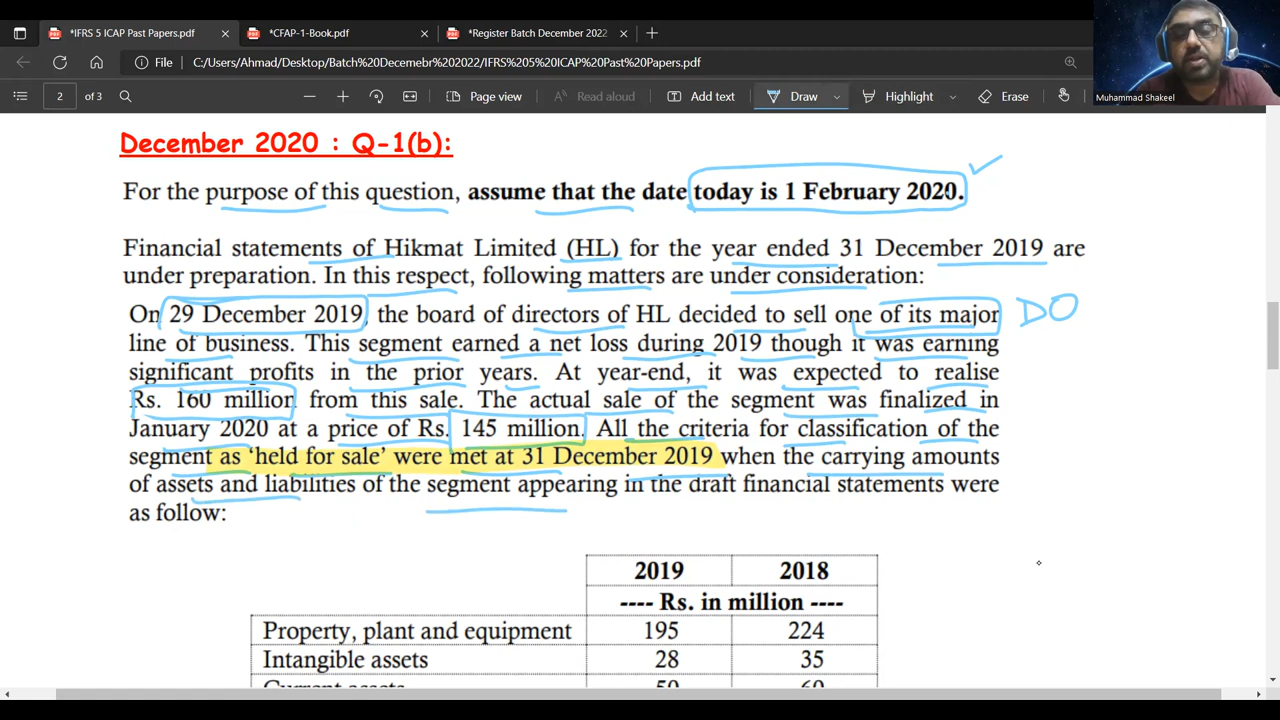 *IFRS 5 ICAP Past Papers.pdf
*CFAP-1-Book.pdf
*Register Batch December 2022
File C:/Users/Ahmad/Desktop/Batch%20Decemebr%202022/IFRS%205%20ICAP%20Past%20Papers.pdf
2 of 3 Page view Read aloud Add text Draw Highlight Erase
Muhammad Shakeel
December 2020 : Q-1(b):
For the purpose of this question, assume that the date today is 1 February 2020.
Financial statements of Hikmat Limited (HL) for the year ended 31 December 2019 are
under preparation. In this respect, following matters are under consideration:
On 29 December 2019, the board of directors of HL decided to sell one of its major DO
line of business. This segment earned a net loss during 2019 though it was earning
significant profits in the prior years. At year-end, it was expected to realise
Rs. 160 million from this sale. The actual sale of the segment was finalized in
January 2020 at a price of Rs. 145 million. All the criteria for classification of the
segment as 'held for sale' were met at 31 December 2019 when the carrying amounts
of assets and liabilities of the segment appearing in the draft financial statements were
as follow:
2019 2018
---- Rs. in million ----
Property, plant and equipment 195 224
Intangible assets 28 35
Current assets 50 60